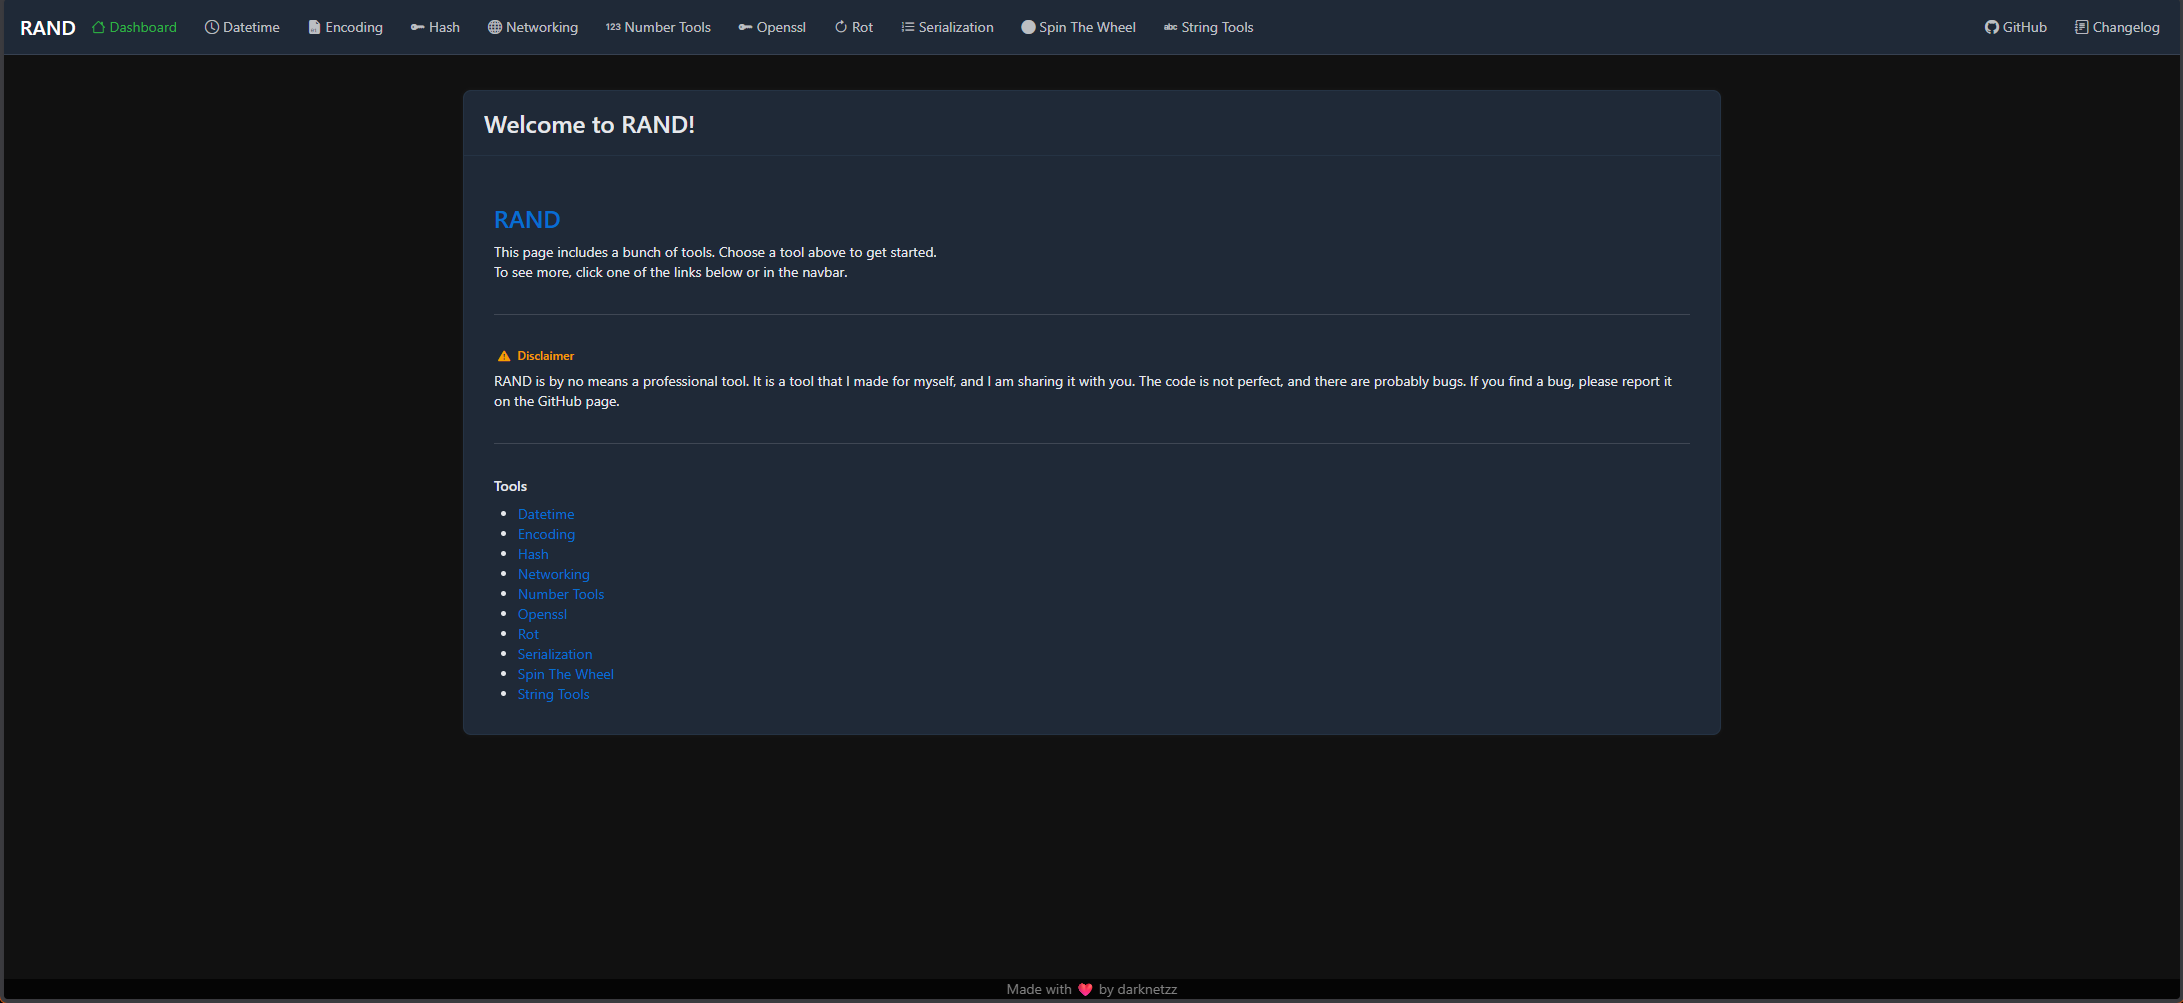 RAND Dashboard Datetime Encoding Hash Networking 123 Number Tools Openssl Rot Serialization Spin The Wheel abc String Tools GitHub Changelog
Welcome to RAND!
RAND
This page includes a bunch of tools. Choose a tool above to get started.
To see more, click one of the links below or in the navbar.
Disclaimer
RAND is by no means a professional tool. It is a tool that I made for myself, and I am sharing it with you. The code is not perfect, and there are probably bugs. If you find a bug, please report it
on the GitHub page.
Tools
Datetime
Encoding
Hash
Networking
Number Tools
Openssl
Rot
Serialization
Spin The Wheel
String Tools
Made with ❤️ by darknetzz